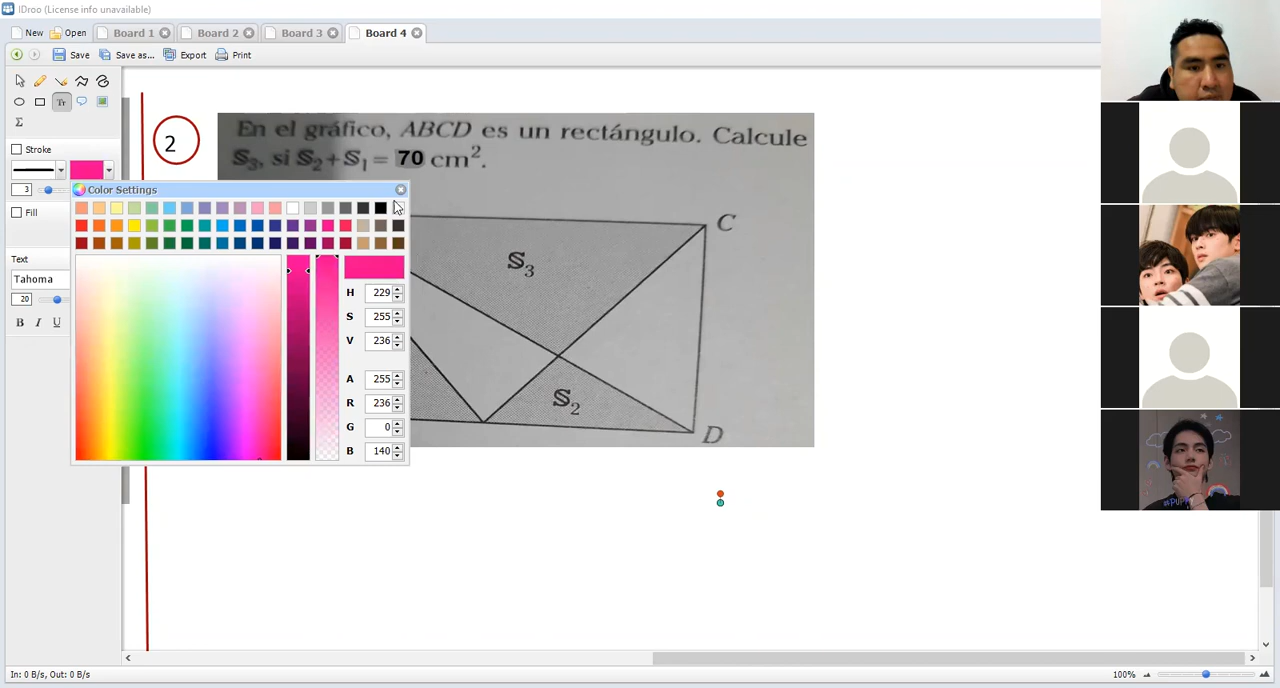 IDroo (License info unavailable)
New Open Board 1 Board 2 Board 3 Board 4
Save Save as... Export Print
Tr
Σ
Stroke
3
Fill
Text
Tahoma
20
B I U
Color Settings
H 229
S 255
V 236
A 255
R 236
G 0
B 140
2
En el gráfico, ABCD es un rectángulo. Calcule
𝕊₃, si 𝕊₂+𝕊₁= 70 cm².
C
𝕊₃
𝕊₂
D
In: 0 B/s, Out: 0 B/s
100%